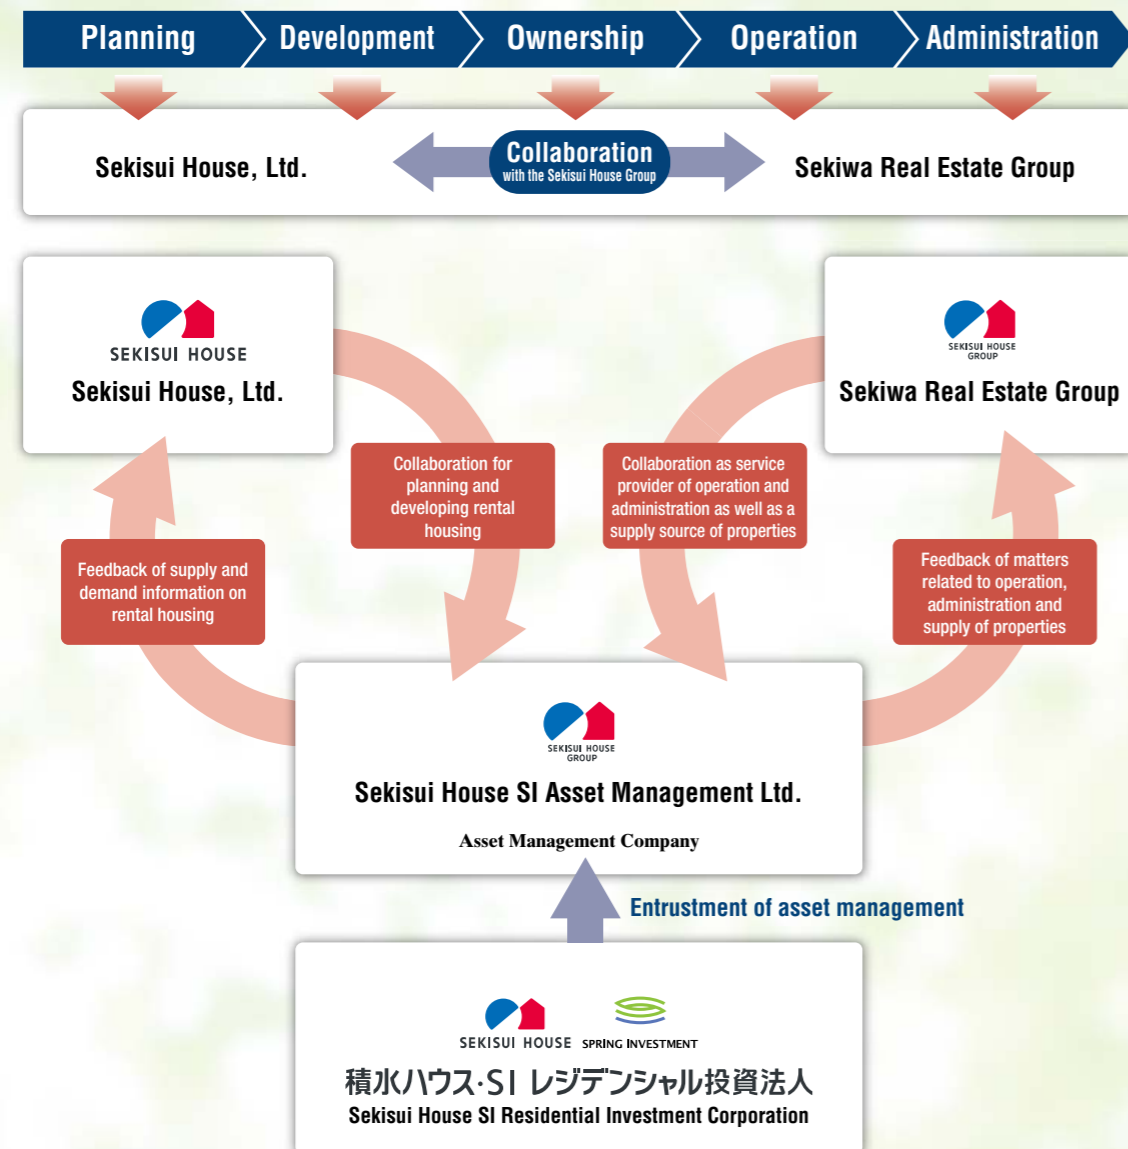 Planning
Development
Ownership
Operation
Administration
Sekisui House, Ltd.
Collaboration
with the Sekisui House Group
Sekiwa Real Estate Group
SEKISUI HOUSE
Sekisui House, Ltd.
SEKISUI HOUSE
GROUP
Sekiwa Real Estate Group
Collaboration for
planning and
developing rental
housing
Collaboration as service
provider of operation and
administration as well as a
supply source of properties
Feedback of supply and
demand information on
rental housing
Feedback of matters
related to operation,
administration and
supply of properties
SEKISUI HOUSE
GROUP
Sekisui House SI Asset Management Ltd.
Asset Management Company
Entrustment of asset management
SEKISUI HOUSE
SPRING INVESTMENT
積水ハウス・SI レジデンシャル投資法人
Sekisui House SI Residential Investment Corporation